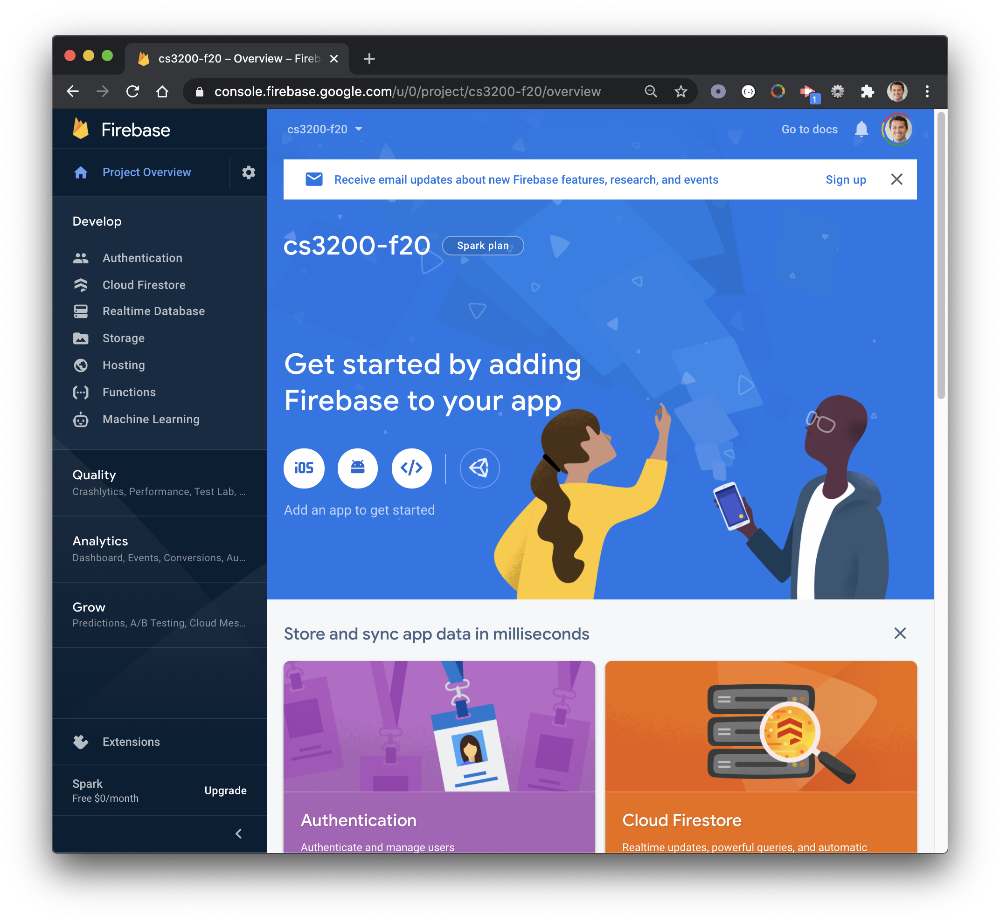 cs3200-f20 – Overview – Fireb
console.firebase.google.com/u/0/project/cs3200-f20/overview
1
Firebase
cs3200-f20
Go to docs
Project Overview
Receive email updates about new Firebase features, research, and events
Sign up
Develop
cs3200-f20
Spark plan
Authentication
Cloud Firestore
Realtime Database
Storage
Hosting
Functions
Machine Learning
Get started by adding
Firebase to your app
iOS
Add an app to get started
Quality
Crashlytics, Performance, Test Lab, …
Analytics
Dashboard, Events, Conversions, Au…
Grow
Predictions, A/B Testing, Cloud Mes…
Store and sync app data in milliseconds
Extensions
Spark
Free $0/month
Upgrade
Authentication
Authenticate and manage users
Cloud Firestore
Realtime updates, powerful queries, and automatic